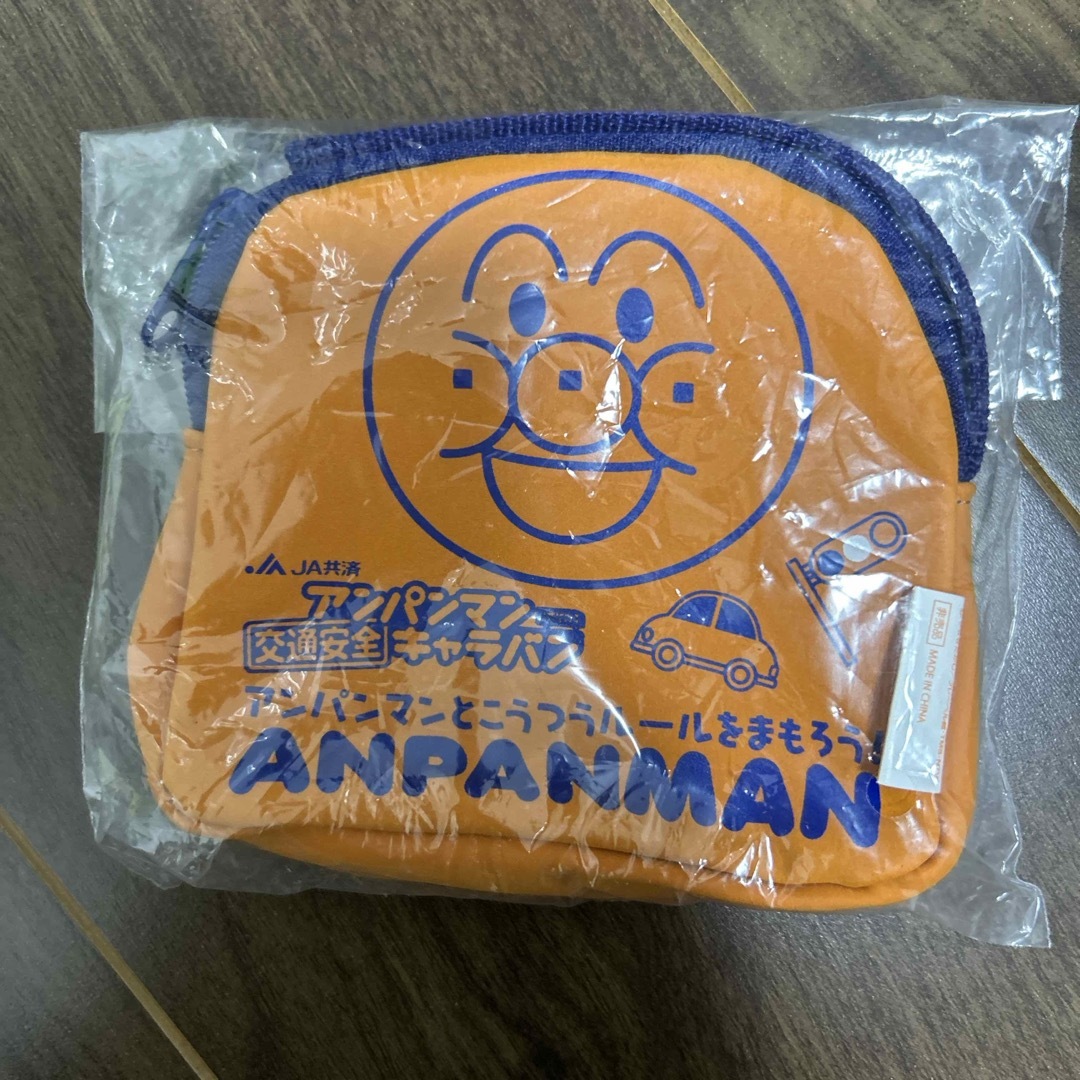 JA共済
アンパンマン
交通安全 キャラバン
アンパンマンとこうつうルールをまもろう!
ANPANMAN
非売品
MADE IN CHINA